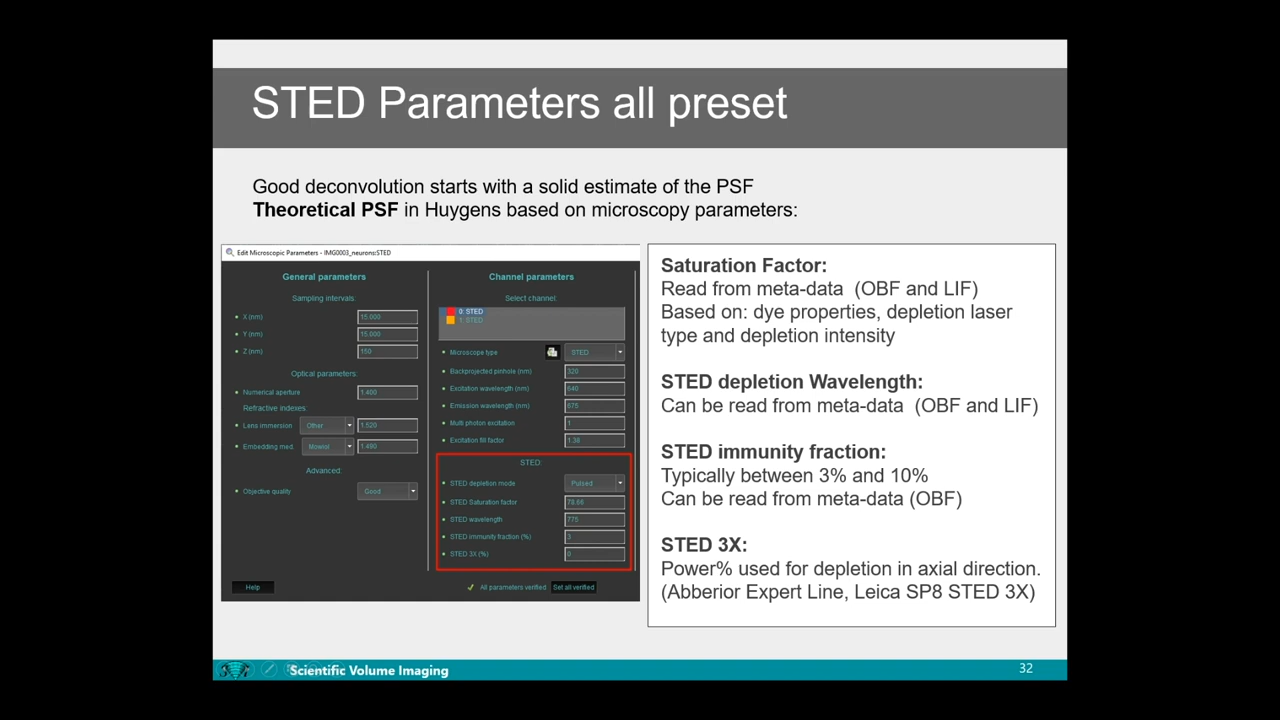 STED Parameters all preset
Good deconvolution starts with a solid estimate of the PSF
Theoretical PSF in Huygens based on microscopy parameters:
Edit Microscopic Parameters - IMG0003_neurons:STED
General parameters
Sampling intervals:
X (nm) 15.000
Y (nm) 15.000
Z (nm) 150
Optical parameters:
Numerical aperture 1.400
Refractive indexes:
Lens immersion Other 1.520
Embedding med. Mowiol 1.490
Advanced:
Objective quality Good
Help
Channel parameters
Select channel:
0: STED
1: STED
Microscope type STED
Backprojected pinhole (nm) 320
Excitation wavelength (nm) 640
Emission wavelength (nm) 675
Multi photon excitation 1
Excitation fill factor 1.38
STED:
STED depletion mode Pulsed
STED Saturation factor 78.66
STED wavelength 775
STED immunity fraction (%) 3
STED 3X (%) 0
All parameters verified Set all verified
Saturation Factor:
Read from meta-data (OBF and LIF)
Based on: dye properties, depletion laser
type and depletion intensity
STED depletion Wavelength:
Can be read from meta-data (OBF and LIF)
STED immunity fraction:
Typically between 3% and 10%
Can be read from meta-data (OBF)
STED 3X:
Power% used for depletion in axial direction.
(Abberior Expert Line, Leica SP8 STED 3X)
Scientific Volume Imaging
32